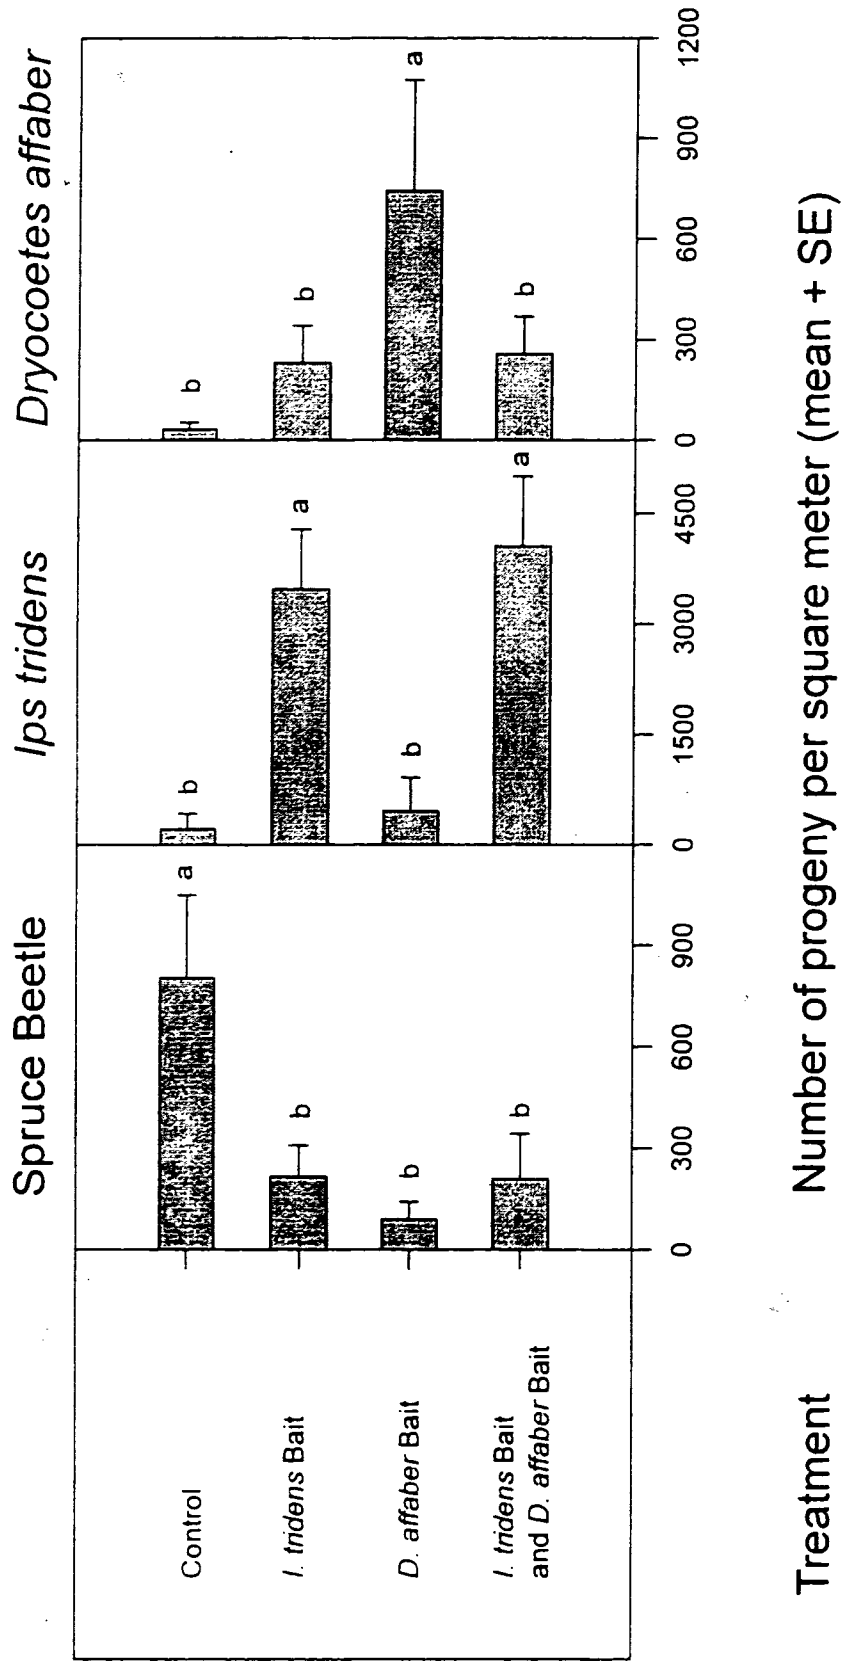 Spruce Beetle
Ips tridens
Dryocoetes affaber
Control
a
b
b
I. tridens Bait
b
a
b
D. affaber Bait
b
b
a
I. tridens Bait
and D. affaber Bait
b
a
b
0
300
600
900
0
1500
3000
4500
0
300
600
900
1200
Treatment
Number of progeny per square meter (mean + SE)